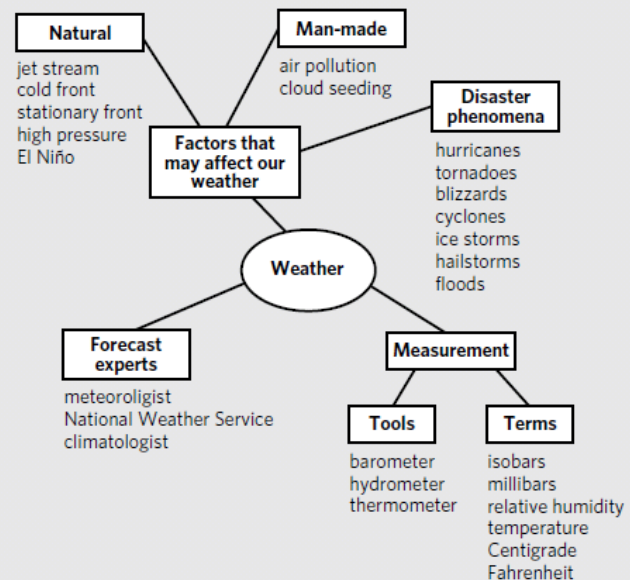 Natural
jet stream
cold front
stationary front
high pressure
El Niño
Man-made
air pollution
cloud seeding
Disaster
phenomena
hurricanes
tornadoes
blizzards
cyclones
ice storms
hailstorms
floods
Factors that
may affect our
weather
Weather
Forecast
experts
meteoroligist
National Weather Service
climatologist
Measurement
Tools
barometer
hydrometer
thermometer
Terms
isobars
millibars
relative humidity
temperature
Centigrade
Fahrenheit